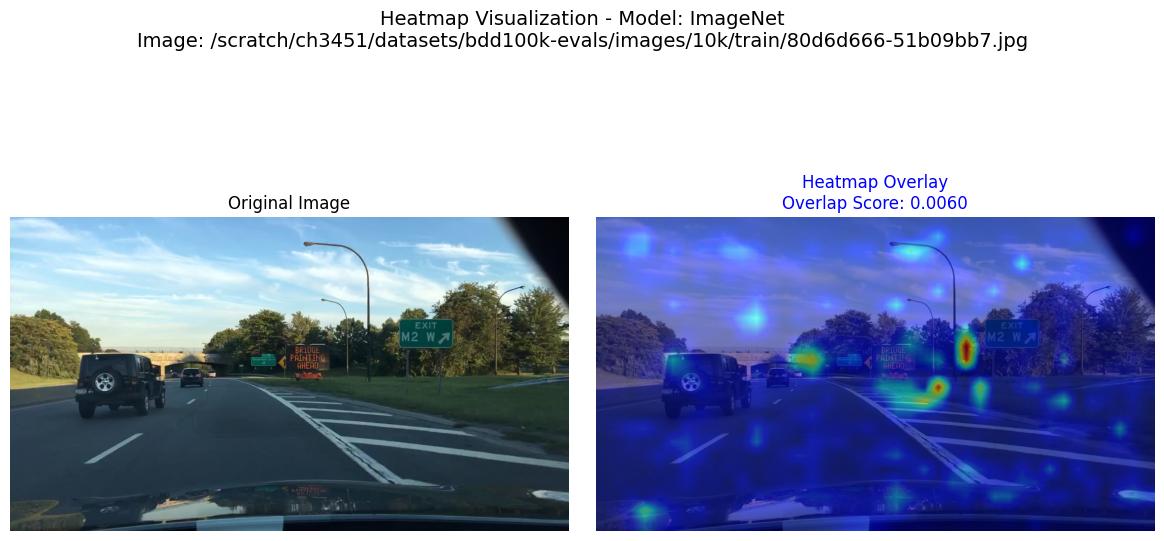 Heatmap Visualization - Model: ImageNet
Image: /scratch/ch3451/datasets/bdd100k-evals/images/10k/train/80d6d666-51b09bb7.jpg
Original Image
Heatmap Overlay
Overlap Score: 0.0060
EXIT
M2 W
BRIDGE
PAINTING
AHEAD